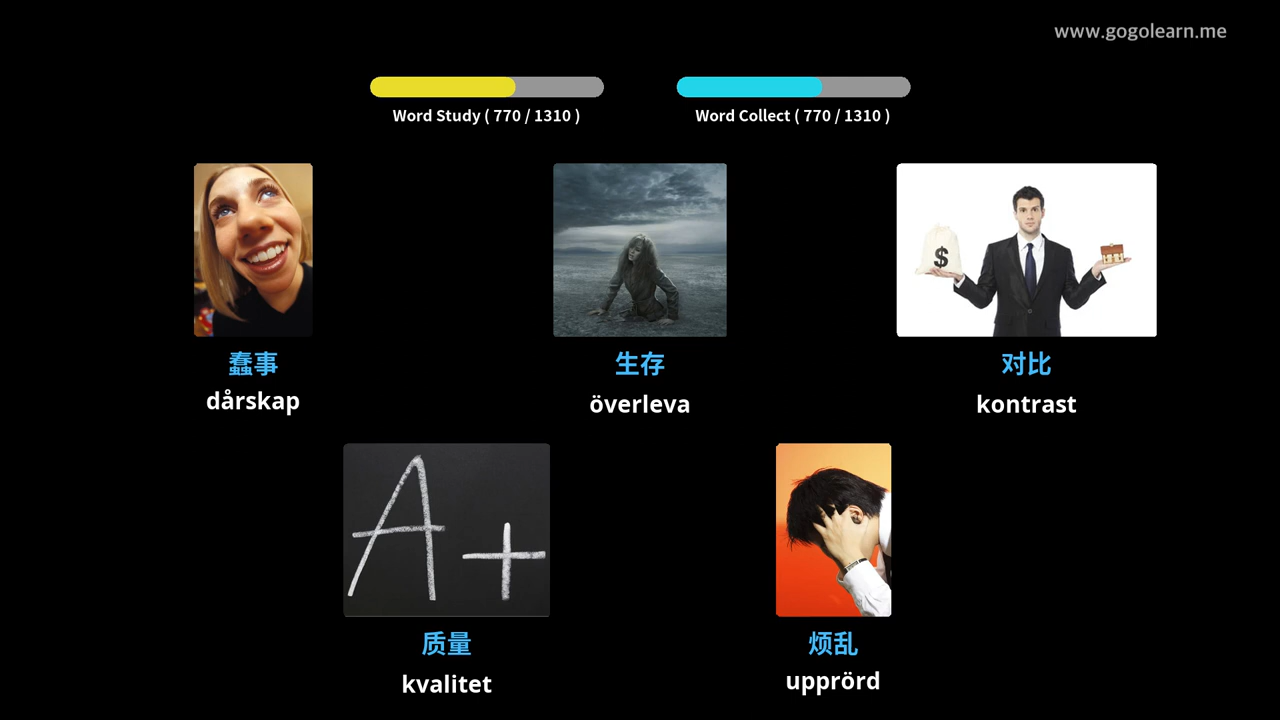 www.gogolearn.me
Word Study ( 770 / 1310 )
Word Collect ( 770 / 1310 )
$
蠢事
dårskap
生存
överleva
对比
kontrast
A+
质量
kvalitet
烦乱
upprörd